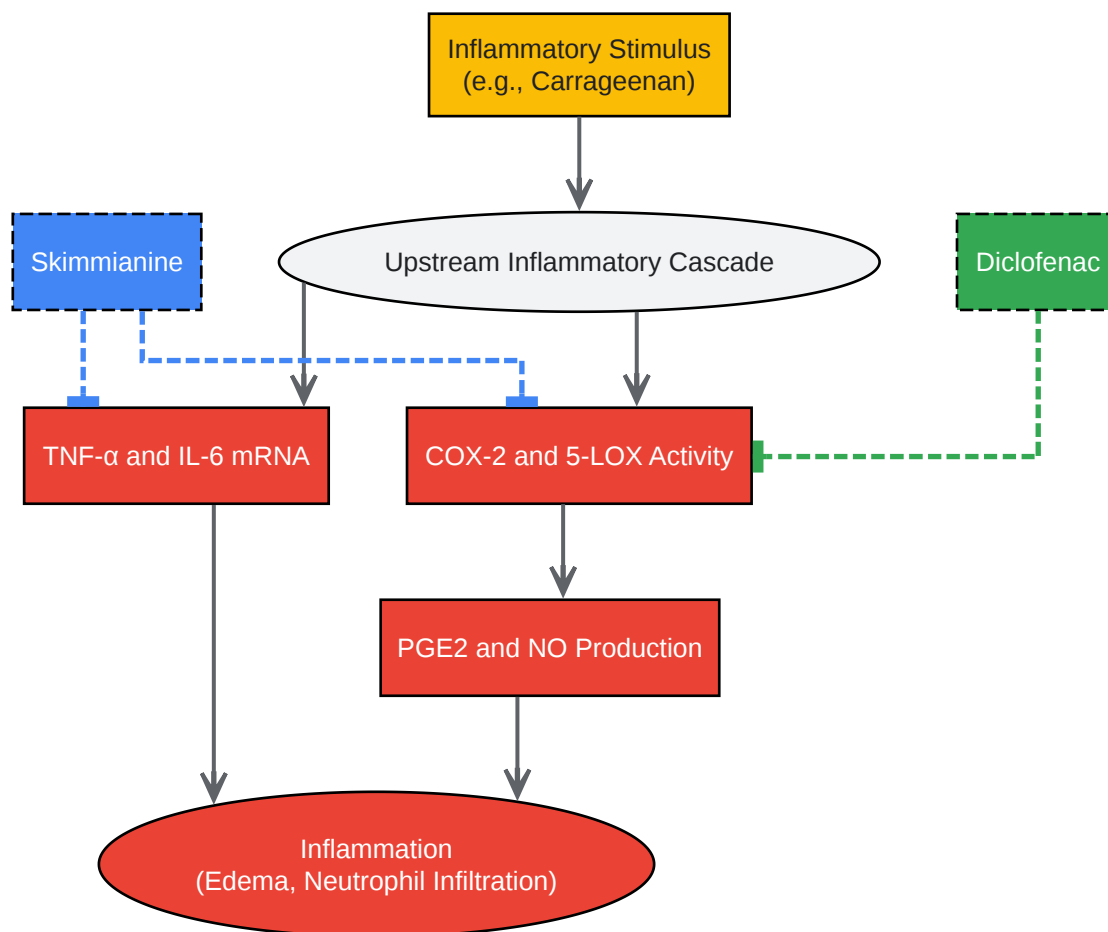 Inflammatory Stimulus
(e.g., Carrageenan)
Skimmianine
Upstream Inflammatory Cascade
Diclofenac
TNF-α and IL-6 mRNA
COX-2 and 5-LOX Activity
PGE2 and NO Production
Inflammation
(Edema, Neutrophil Infiltration)